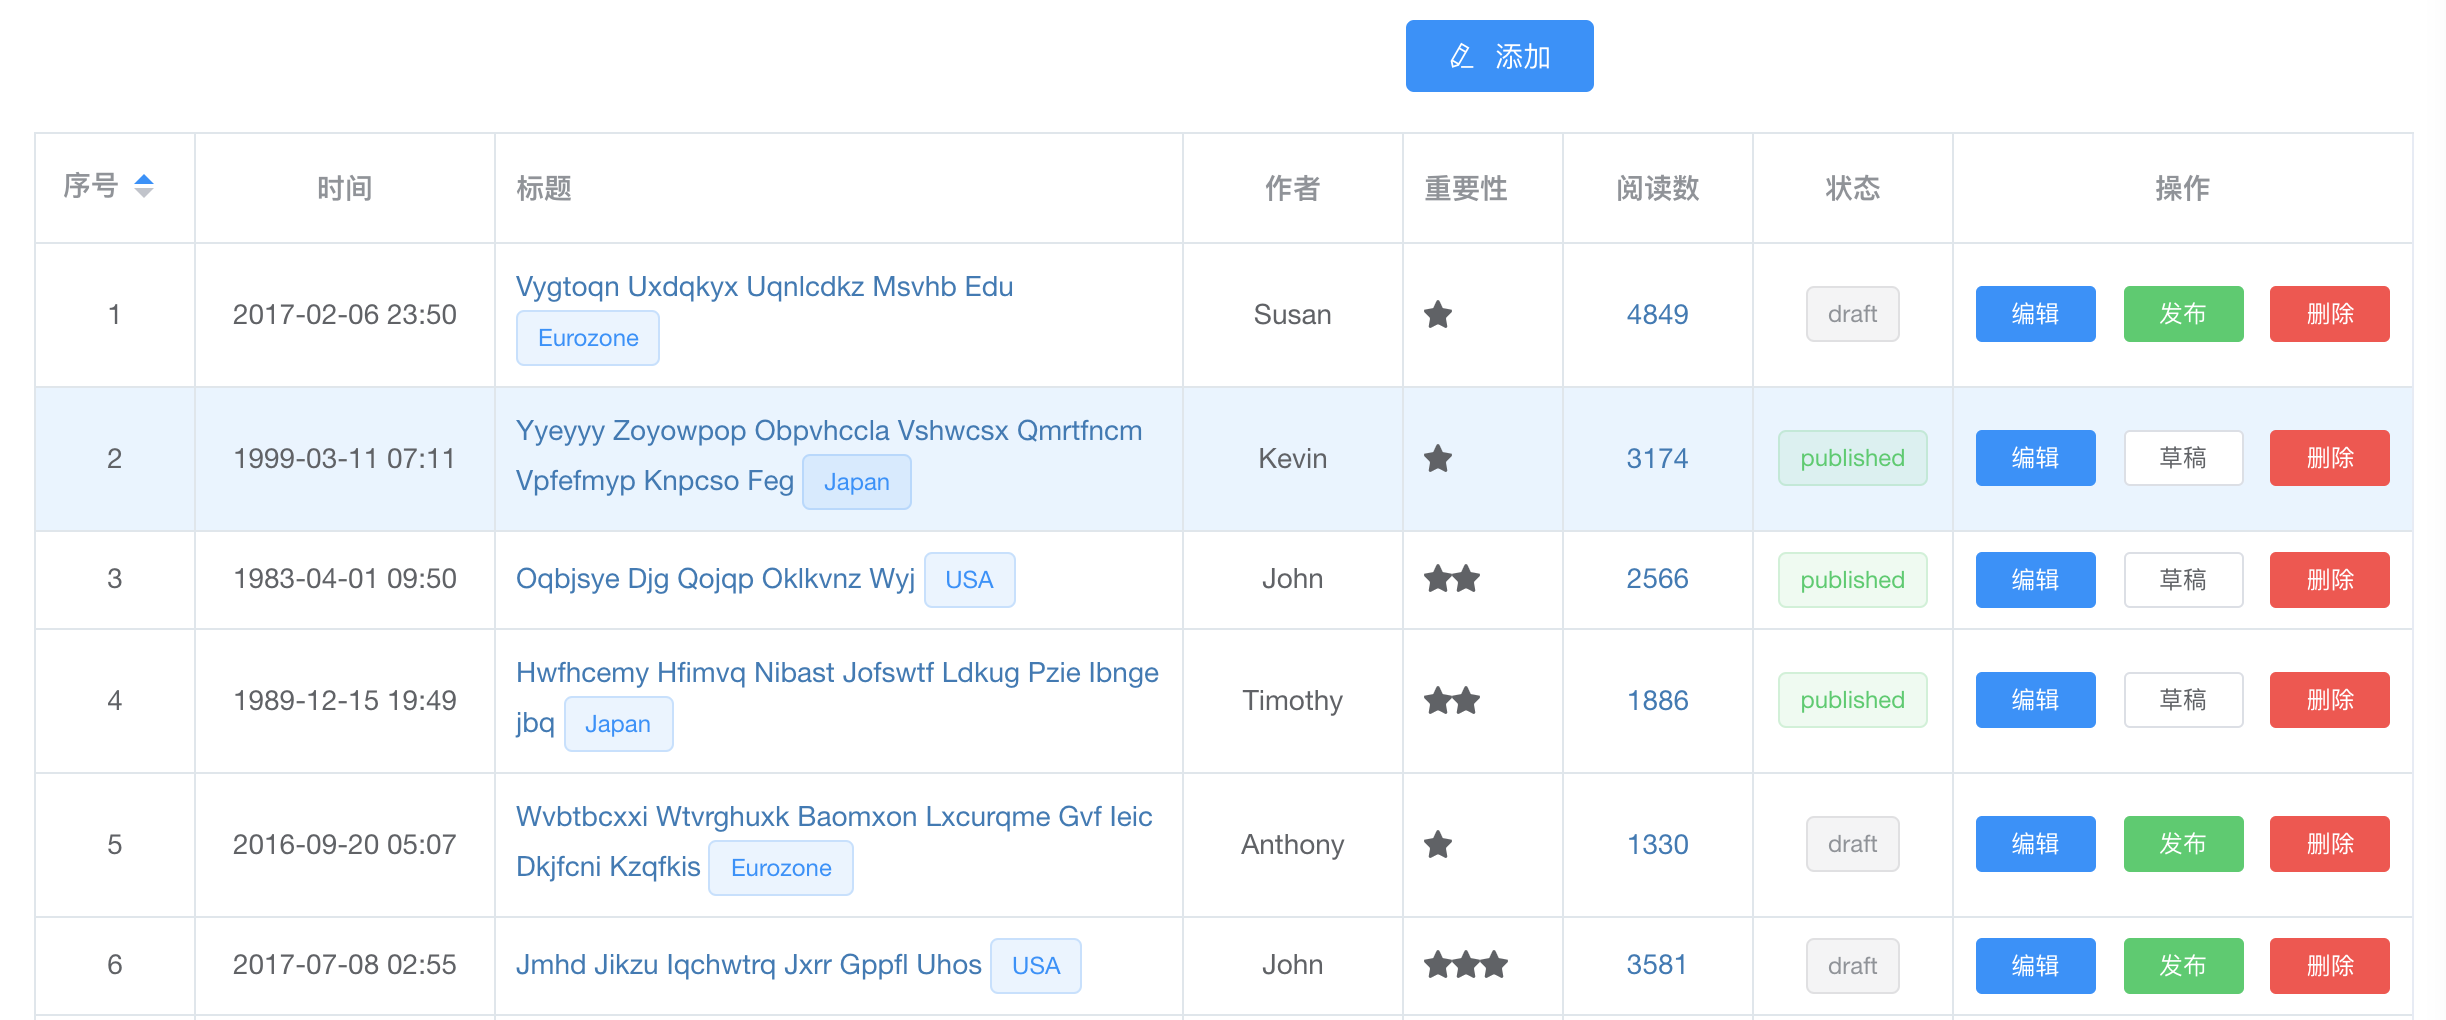 添加
序号 时间 标题 作者 重要性 阅读数 状态 操作
1 2017-02-06 23:50 Vygtoqn Uxdqkyx Uqnlcdkz Msvhb Edu Susan 4849 draft 编辑 发布 删除
Eurozone
2 1999-03-11 07:11 Yyeyyy Zoyowpop Obpvhccla Vshwcsx Qmrtfncm Kevin 3174 published 编辑 草稿 删除
Vpfefmyp Knpcso Feg Japan
3 1983-04-01 09:50 Oqbjsye Djg Qojqp Oklkvnz Wyj USA John 2566 published 编辑 草稿 删除
4 1989-12-15 19:49 Hwfhcemy Hfimvq Nibast Jofswtf Ldkug Pzie Ibnge Timothy 1886 published 编辑 草稿 删除
jbq Japan
5 2016-09-20 05:07 Wvbtbcxxi Wtvrghuxk Baomxon Lxcurqme Gvf Ieic Anthony 1330 draft 编辑 发布 删除
Dkjfcni Kzqfkis Eurozone
6 2017-07-08 02:55 Jmhd Jikzu Iqchwtrq Jxrr Gppfl Uhos USA John 3581 draft 编辑 发布 删除